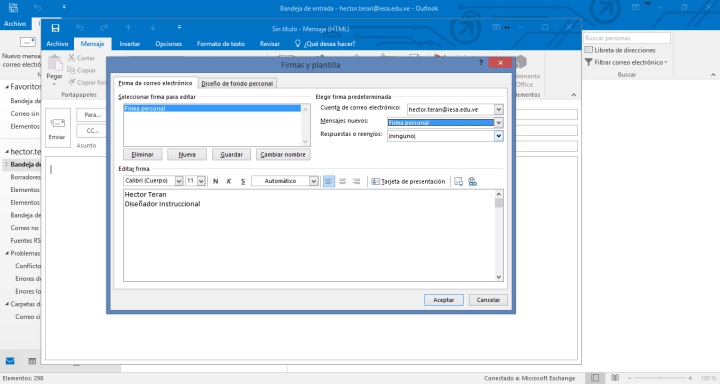 Bandeja de entrada - hector.teran@iesa.edu.ve - Outlook
Archivo
Sin título - Mensaje (HTML)
Archivo Mensaje Insertar Opciones Formato de texto Revisar ¿Qué desea hacer?
Nuevo mensaje
correo electró
Cortar
Copiar
Copiar for
Pegar
Portapapeles
Buscar personas
Libreta de direcciones
Filtrar correo electrónico
Buscar
Elemento
Office
Elementos
Enviar
Para...
CC...
Asunto
Favoritos
Bandeja de
Correo sin
Elementos
hector.te
Bandeja de
Borradores
Elementos
Elementos
Bandeja de
Correo no
Fuentes RS
Problemas
Conflicto
Errores de
Errores lo
Carpetas d
Correo si
Firmas y plantilla
Firma de correo electrónico Diseño de fondo personal
Seleccionar firma para editar
Firma personal
Eliminar Nueva Guardar Cambiar nombre
Elegir firma predeterminada
Cuenta de correo electrónico: hector.teran@iesa.edu.ve
Mensajes nuevos: Firma personal
Respuestas o reenvíos: (ninguno)
Editar firma
Calibri (Cuerpo) 11 N K S Automático Tarjeta de presentación
Hector Teran
Diseñador Instruccional
Aceptar Cancelar
Elementos: 298
Conectado a: Microsoft Exchange
100%